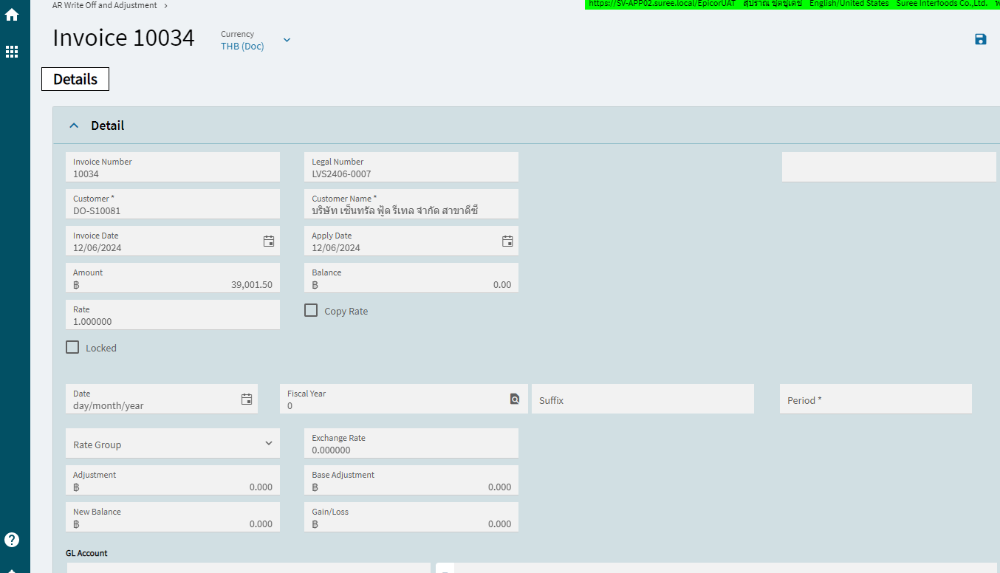 AR Write Off and Adjustment
https://SV-APP02.suree.local/EpicorUAT สุปราณี ชุดชูเดช English/United States Suree Interfoods Co.,Ltd.
Invoice 10034
Currency
THB (Doc)
Details
Detail
Invoice Number
10034
Legal Number
LVS2406-0007
Customer *
DO-S10081
Customer Name *
บริษัท เซ็นทรัล ฟู้ด รีเทล จำกัด สาขาดีซี
Invoice Date
12/06/2024
Apply Date
12/06/2024
Amount
฿ 39,001.50
Balance
฿ 0.00
Rate
1.000000
Copy Rate
Locked
Date
day/month/year
Fiscal Year
0
Suffix
Period *
Rate Group
Exchange Rate
0.000000
Adjustment
฿ 0.000
Base Adjustment
฿ 0.000
New Balance
฿ 0.000
Gain/Loss
฿ 0.000
GL Account